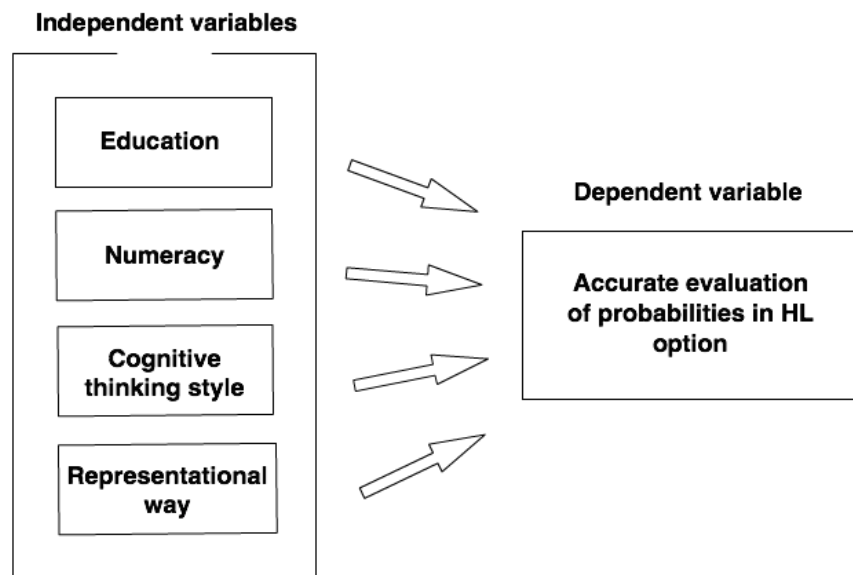 Independent variables
Education
Numeracy
Cognitive
thinking style
Representational
way
Dependent variable
Accurate evaluation
of probabilities in HL
option